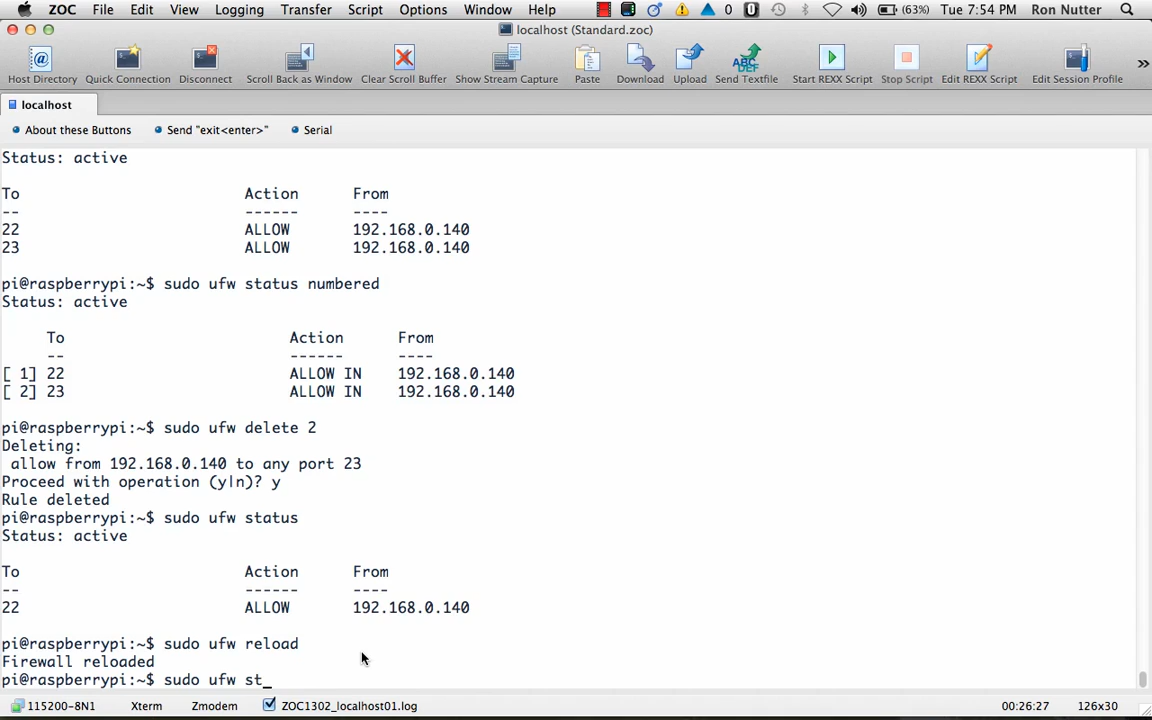 ZOC File Edit View Logging Transfer Script Options Window Help 0 U (63%) Tue 7:54 PM Ron Nutter
localhost (Standard.zoc)
Host Directory Quick Connection Disconnect Scroll Back as Window Clear Scroll Buffer Show Stream Capture Paste Download Upload Send Textfile Start REXX Script Stop Script Edit REXX Script Edit Session Profile »
localhost
About these Buttons Send "exit<enter>" Serial
Status: active
To Action From
-- ------ ----
22 ALLOW 192.168.0.140
23 ALLOW 192.168.0.140
pi@raspberrypi:~$ sudo ufw status numbered
Status: active
To Action From
-- ------ ----
[ 1] 22 ALLOW IN 192.168.0.140
[ 2] 23 ALLOW IN 192.168.0.140
pi@raspberrypi:~$ sudo ufw delete 2
Deleting:
allow from 192.168.0.140 to any port 23
Proceed with operation (y|n)? y
Rule deleted
pi@raspberrypi:~$ sudo ufw status
Status: active
To Action From
-- ------ ----
22 ALLOW 192.168.0.140
pi@raspberrypi:~$ sudo ufw reload
Firewall reloaded
pi@raspberrypi:~$ sudo ufw st_
115200-8N1 Xterm Zmodem ZOC1302_localhost01.log 00:26:27 126x30